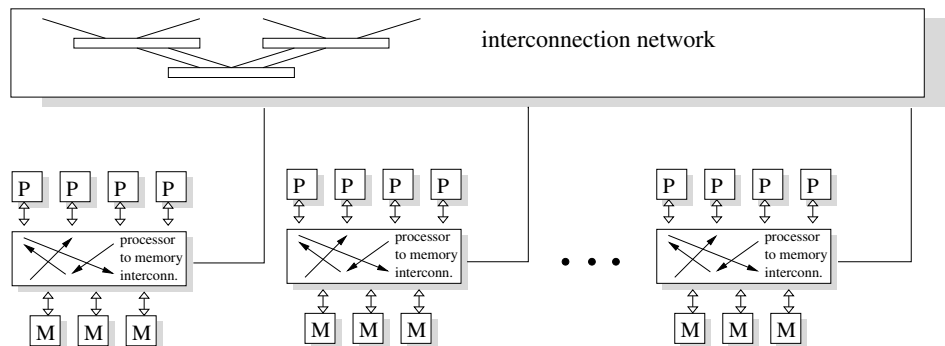 interconnection network
P P P P
processor
to memory
interconn.
M M M
P P P P
processor
to memory
interconn.
M M M
P P P P
processor
to memory
interconn.
M M M